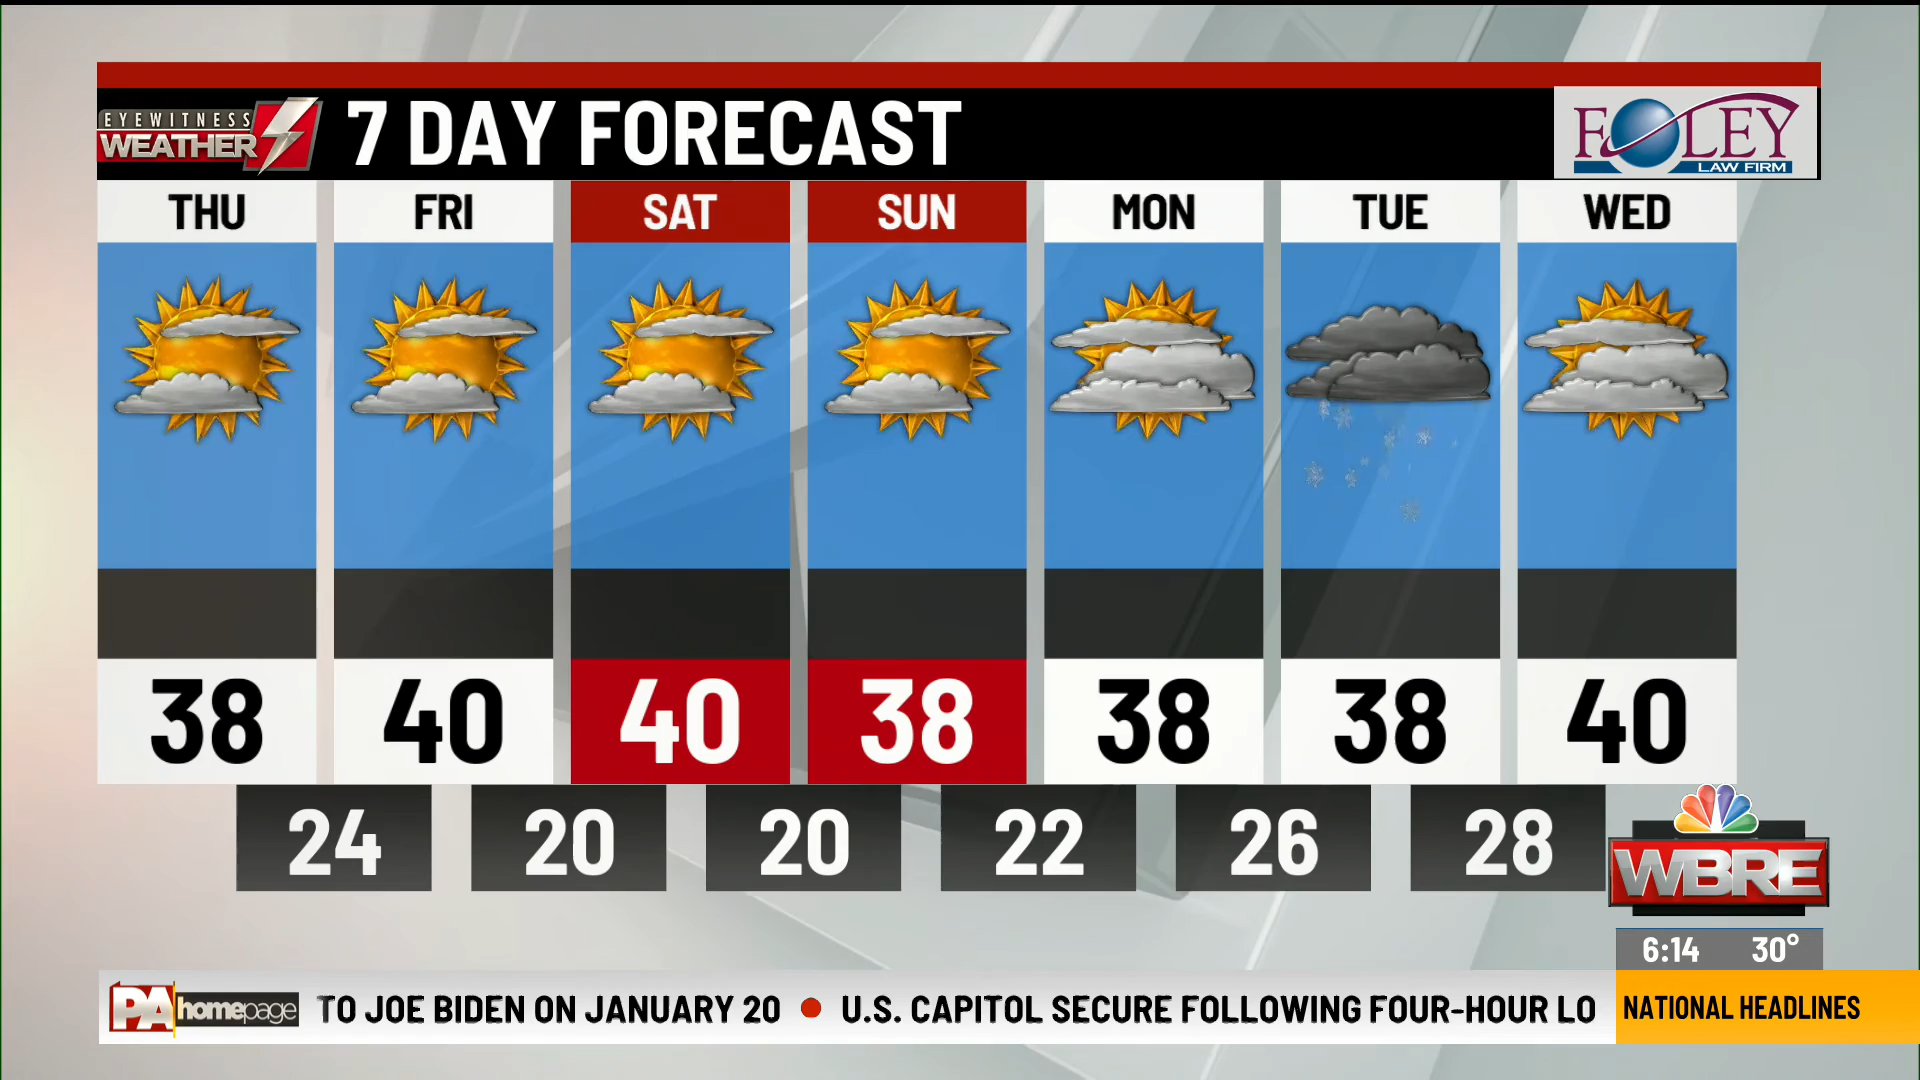 EYEWITNESS
WEATHER
7 DAY FORECAST
FOLEY
LAW FIRM
THU FRI SAT SUN MON TUE WED
38 40 40 38 38 38 40
24 20 20 22 26 28
WBRE
6:14 30°
PA homepage TO JOE BIDEN ON JANUARY 20 • U.S. CAPITOL SECURE FOLLOWING FOUR-HOUR LO NATIONAL HEADLINES